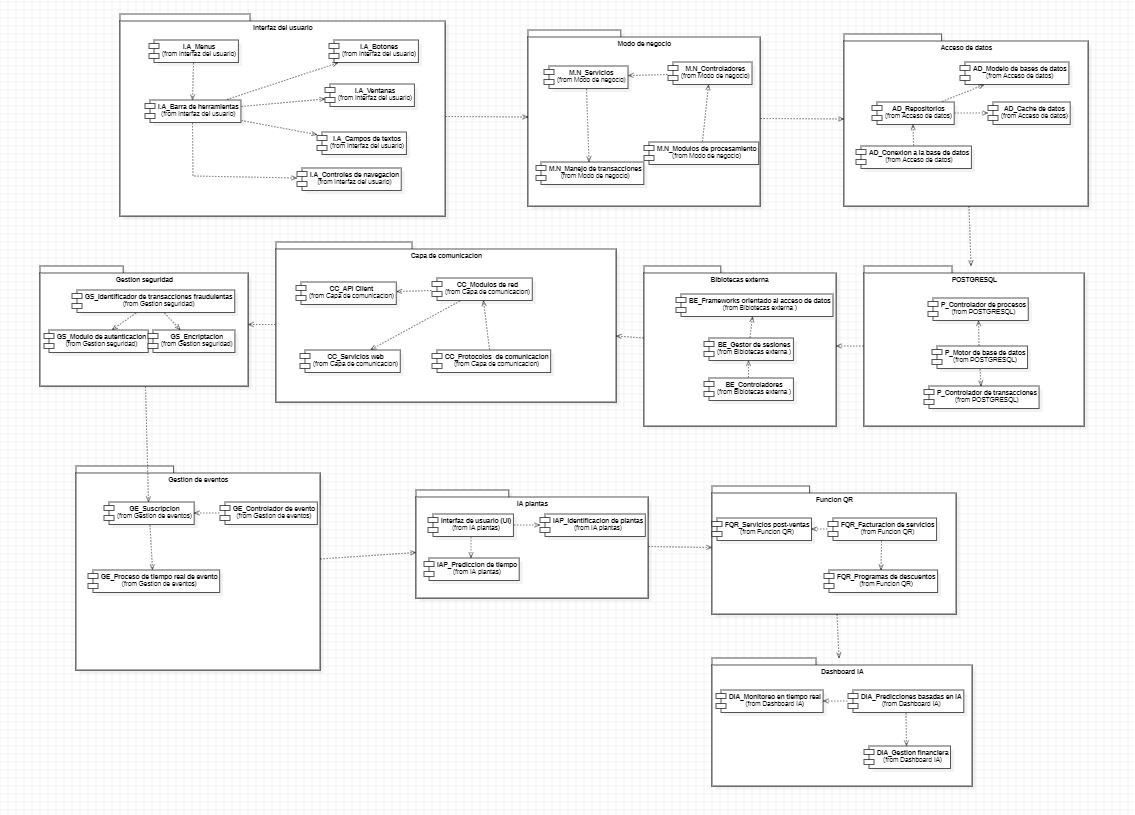 Interfaz del usuario
I.A_Menus
(from Interfaz del usuario)
I.A_Botones
(from Interfaz del usuario)
I.A_Ventanas
(from Interfaz del usuario)
I.A_Barra de herramientas
(from Interfaz del usuario)
I.A_Campos de textos
(from Interfaz del usuario)
I.A_Controles de navegacion
(from Interfaz del usuario)
Modo de negocio
M.N_Servicios
(from Modo de negocio)
M.N_Controladores
(from Modo de negocio)
M.N_Modulos de procesamiento
(from Modo de negocio)
M.N_Manejo de transacciones
(from Modo de negocio)
Acceso de datos
AD_Modelo de bases de datos
(from Acceso de datos)
AD_Repositorios
(from Acceso de datos)
AD_Cache de datos
(from Acceso de datos)
AD_Conexion a la base de datos
(from Acceso de datos)
Gestion seguridad
GS_Identificador de transacciones fraudulentas
(from Gestion seguridad)
GS_Modulo de autenticacion
(from Gestion seguridad)
GS_Encriptacion
(from Gestion seguridad)
Capa de comunicacion
CC_API Client
(from Capa de comunicacion)
CC_Modulos de red
(from Capa de comunicacion)
CC_Servicios web
(from Capa de comunicacion)
CC_Protocolos de comunicacion
(from Capa de comunicacion)
Bibliotecas externa
BE_Frameworks orientado al acceso de datos
(from Bibliotecas externa )
BE_Gestor de sesiones
(from Bibliotecas externa )
BE_Controladores
(from Bibliotecas externa )
POSTGRESQL
P_Controlador de procesos
(from POSTGRESQL)
P_Motor de base de datos
(from POSTGRESQL)
P_Controlador de transacciones
(from POSTGRESQL)
Gestion de eventos
GE_Suscripcion
(from Gestion de eventos)
GE_Controlador de evento
(from Gestion de eventos)
GE_Proceso de tiempo real de evento
(from Gestion de eventos)
IA plantas
Interfaz de usuario (UI)
(from IA plantas)
IAP_Identificacion de plantas
(from IA plantas)
IAP_Prediccion de tiempo
(from IA plantas)
Funcion QR
FQR_Servicios post-ventas
(from Funcion QR)
FQR_Facturacion de servicios
(from Funcion QR)
FQR_Programas de descuentos
(from Funcion QR)
Dashboard IA
DIA_Monitoreo en tiempo real
(from Dashboard IA)
DIA_Predicciones basadas en IA
(from Dashboard IA)
DIA_Gestion financiera
(from Dashboard IA)